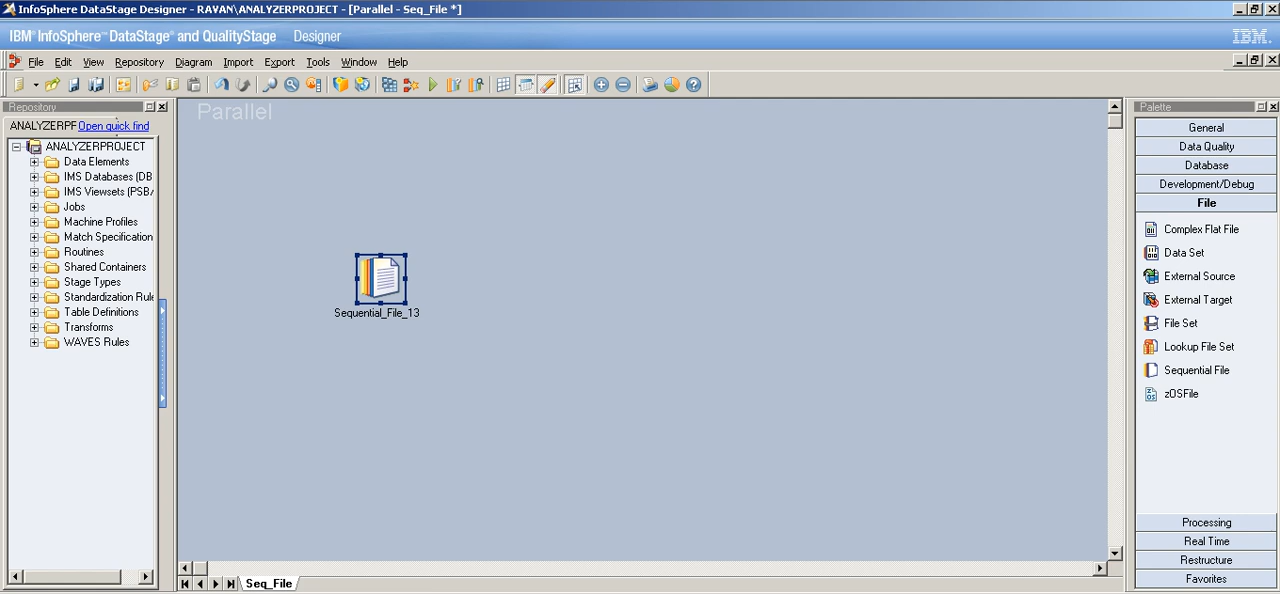 InfoSphere DataStage Designer - RAVAN\ANALYZERPROJECT - [Parallel - Seq_File *]
IBM® InfoSphere™ DataStage® and QualityStage Designer
IBM.
File Edit View Repository Diagram Import Export Tools Window Help
Repository
ANALYZERPF Open quick find
ANALYZERPROJECT
Data Elements
IMS Databases (DB
IMS Viewsets (PSB/
Jobs
Machine Profiles
Match Specification
Routines
Shared Containers
Stage Types
Standardization Rule
Table Definitions
Transforms
WAVES Rules
Parallel
Sequential_File_13
Seq_File
Palette
General
Data Quality
Database
Development/Debug
File
Complex Flat File
Data Set
External Source
External Target
File Set
Lookup File Set
Sequential File
zOSFile
Processing
Real Time
Restructure
Favorites